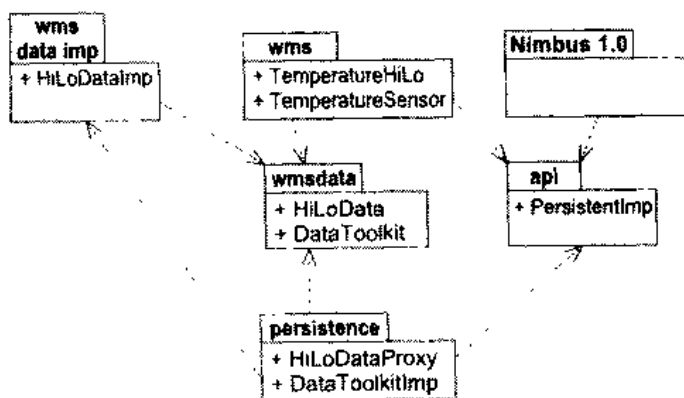 wms
data imp
+ HiLoDataImp
wms
+ TemperatureHiLo
+ TemperatureSensor
Nimbus 1.0
wmsdata
+ HiLoData
+ DataToolkit
api
+ PersistentImp
persistence
+ HiLoDataProxy
+ DataToolkitImp